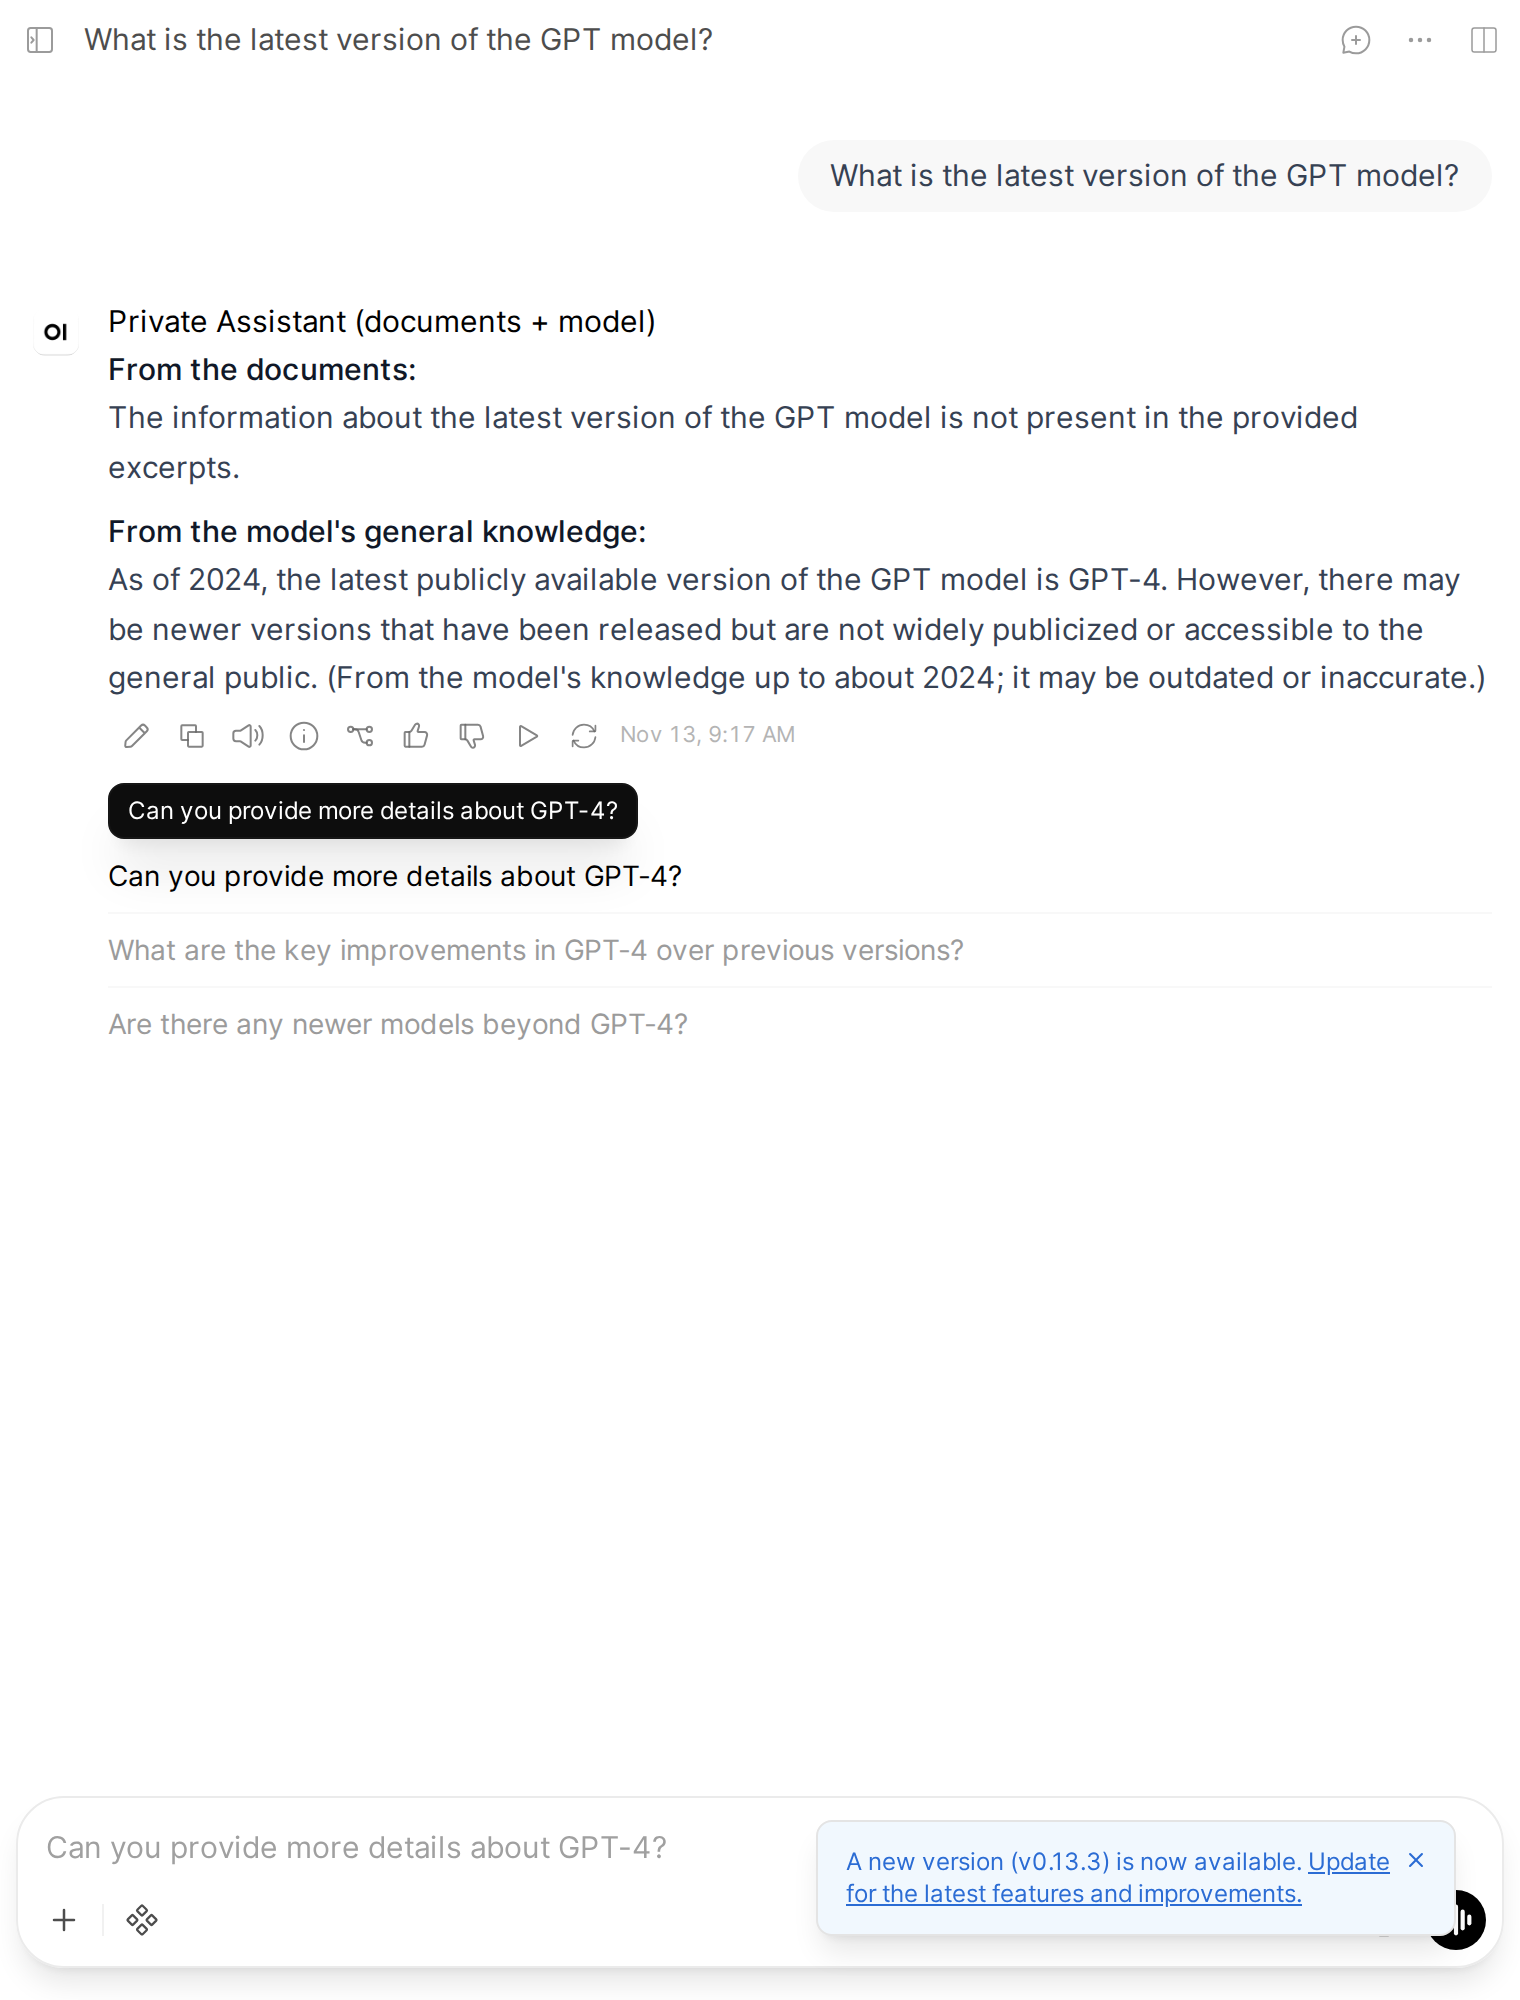 What is the latest version of the GPT model?
What is the latest version of the GPT model?
OI
Private Assistant (documents + model)
From the documents:
The information about the latest version of the GPT model is not present in the provided
excerpts.
From the model's general knowledge:
As of 2024, the latest publicly available version of the GPT model is GPT-4. However, there may
be newer versions that have been released but are not widely publicized or accessible to the
general public. (From the model's knowledge up to about 2024; it may be outdated or inaccurate.)
Nov 13, 9:17 AM
Can you provide more details about GPT-4?
Can you provide more details about GPT-4?
What are the key improvements in GPT-4 over previous versions?
Are there any newer models beyond GPT-4?
Can you provide more details about GPT-4?
A new version (v0.13.3) is now available. Update
for the latest features and improvements.